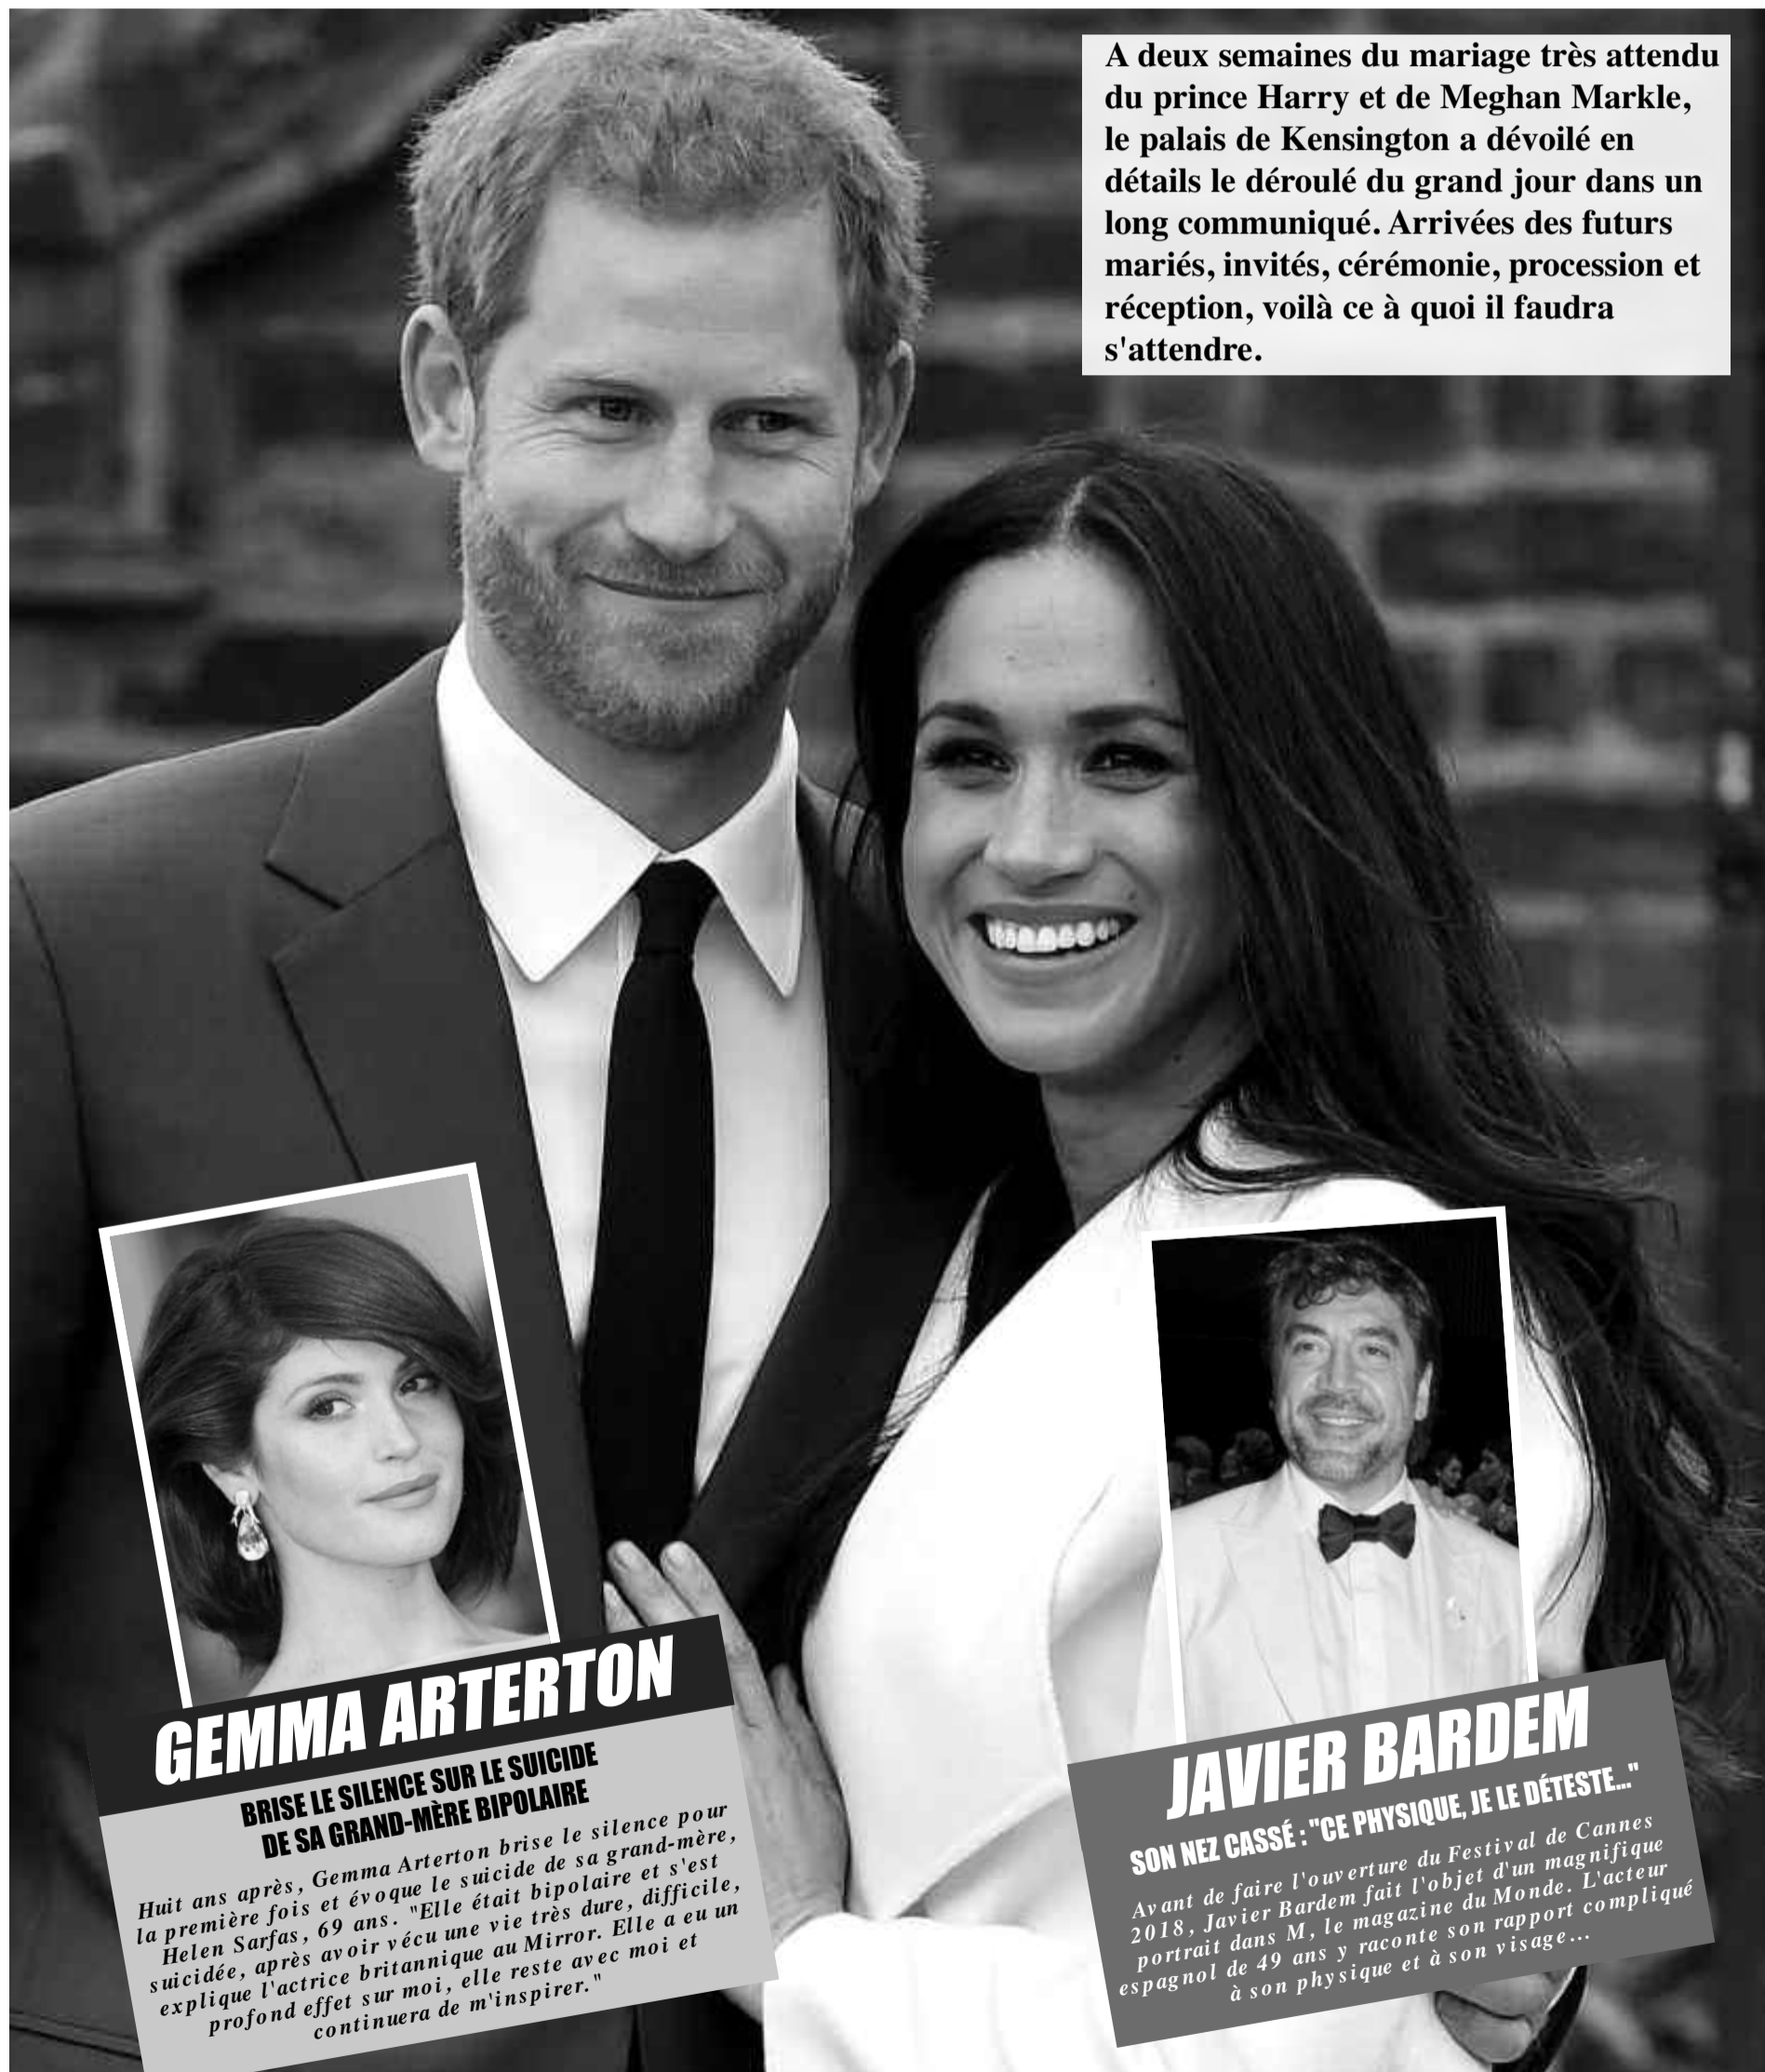 A deux semaines du mariage très attendu
du prince Harry et de Meghan Markle,
le palais de Kensington a dévoilé en
détails le déroulé du grand jour dans un
long communiqué. Arrivées des futurs
mariés, invités, cérémonie, procession et
réception, voilà ce à quoi il faudra
s'attendre.
GEMMA ARTERTON
BRISE LE SILENCE SUR LE SUICIDE
DE SA GRAND-MÈRE BIPOLAIRE
Huit ans après, Gemma Arterton brise le silence pour
la première fois et évoque le suicide de sa grand-mère,
Helen Sarfas, 69 ans. "Elle était bipolaire et s'est
suicidée, après avoir vécu une vie très dure, difficile,
explique l'actrice britannique au Mirror. Elle a eu un
profond effet sur moi, elle reste avec moi et
continuera de m'inspirer."
JAVIER BARDEM
SON NEZ CASSÉ : "CE PHYSIQUE, JE LE DÉTESTE..."
Avant de faire l'ouverture du Festival de Cannes
2018, Javier Bardem fait l'objet d'un magnifique
portrait dans M, le magazine du Monde. L'acteur
espagnol de 49 ans y raconte son rapport compliqué
à son physique et à son visage...